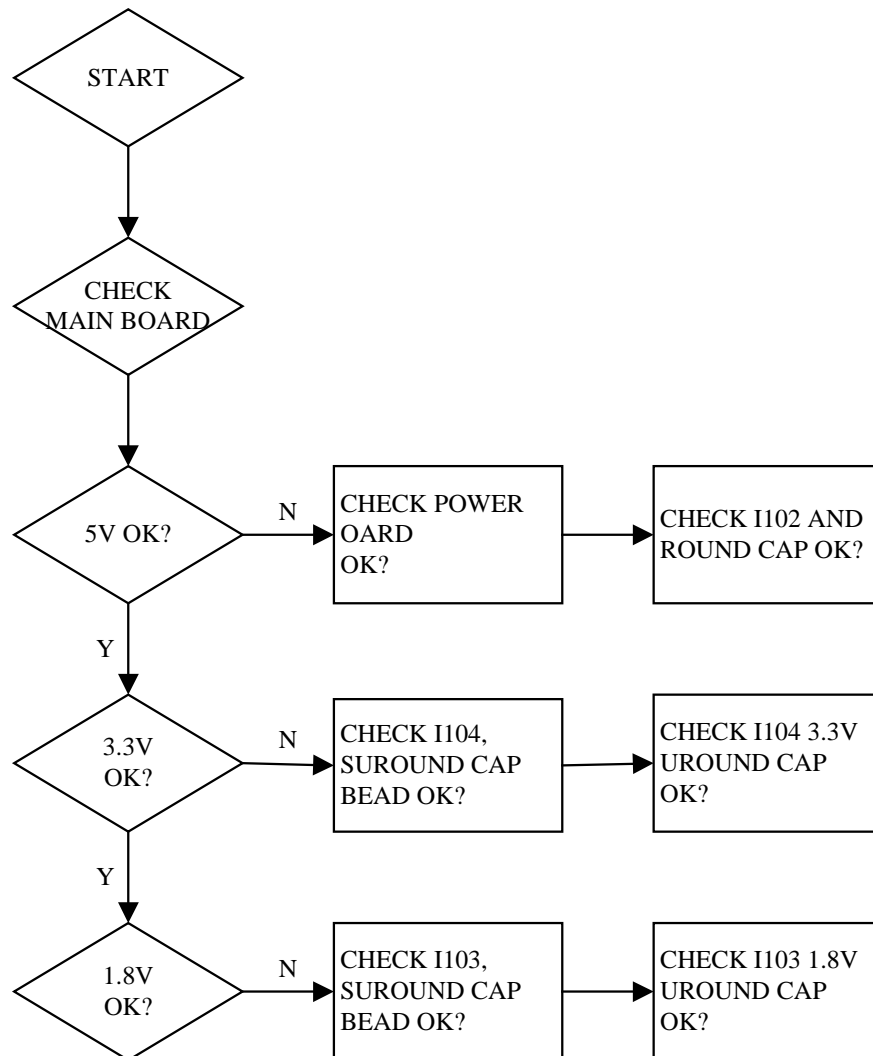 START
CHECK
MAIN BOARD
5V OK?
N
CHECK POWER
OARD
OK?
CHECK I102 AND
ROUND CAP OK?
Y
3.3V
OK?
N
CHECK I104,
SUROUND CAP
BEAD OK?
CHECK I104 3.3V
UROUND CAP
OK?
Y
1.8V
OK?
N
CHECK I103,
SUROUND CAP
BEAD OK?
CHECK I103 1.8V
UROUND CAP
OK?